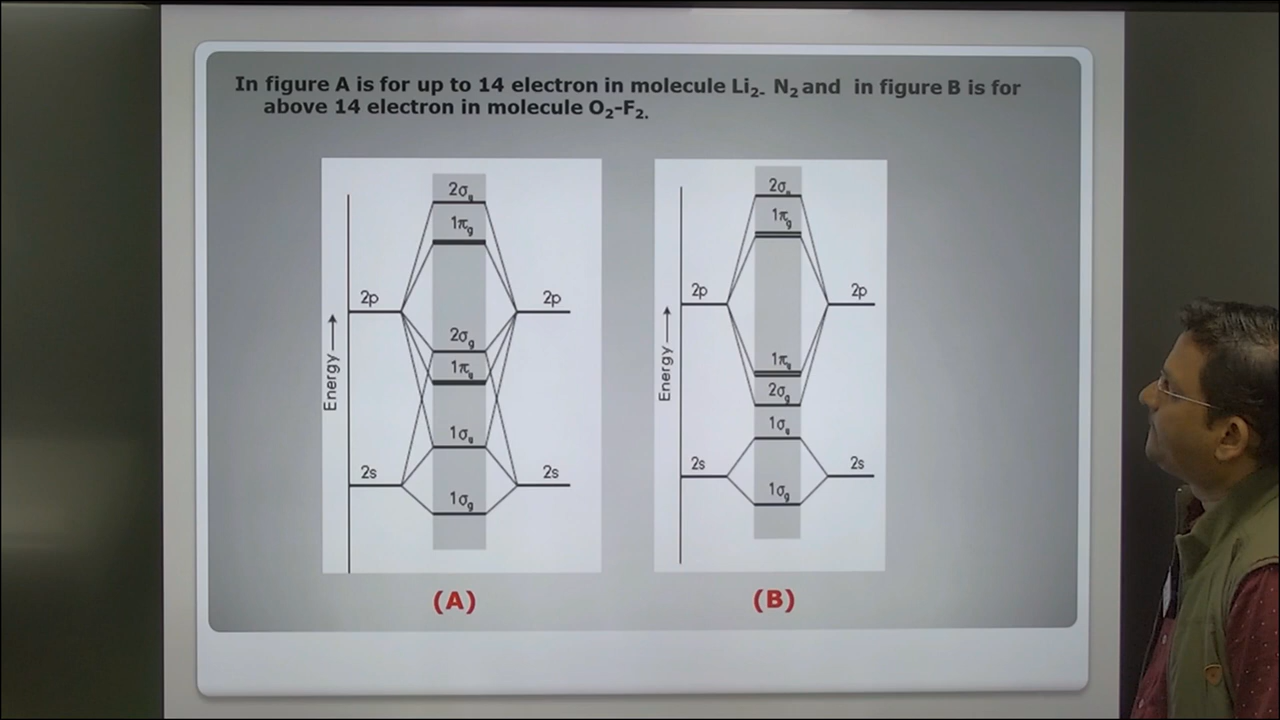 In figure A is for up to 14 electron in molecule Li₂- N₂ and in figure B is for
above 14 electron in molecule O₂-F₂.
2σᵤ
1πg
2p
2p
2σg
1πᵤ
1σᵤ
2s
2s
1σg
Energy
(A)
2σᵤ
1πg
2p
2p
1πᵤ
2σg
1σᵤ
2s
2s
1σg
Energy
(B)